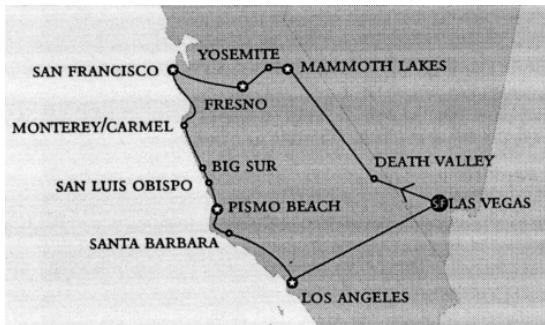 YOSEMITE
SAN FRANCISCO
MAMMOTH LAKES
FRESNO
MONTEREY/CARMEL
DEATH VALLEY
BIG SUR
SAN LUIS OBISPO
SF LAS VEGAS
PISMO BEACH
SANTA BARBARA
LOS ANGELES